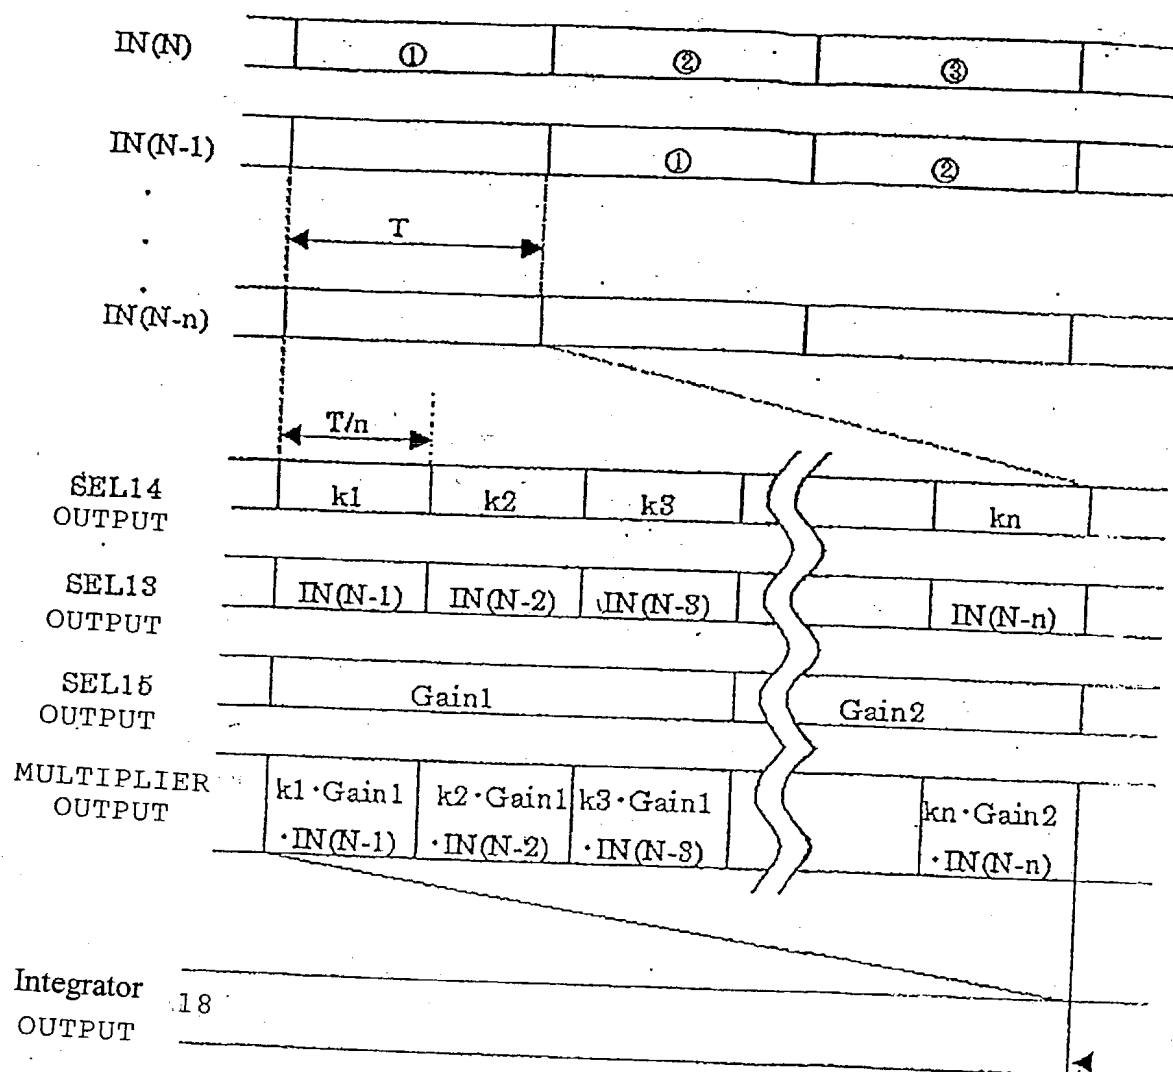 IN(N) ① ② ③
IN(N-1) ① ②
T
IN(N-n)
T/n
SEL14 OUTPUT k1 k2 k3 kn
SEL13 OUTPUT IN(N-1) IN(N-2) IN(N-3) IN(N-n)
SEL15 OUTPUT Gain1 Gain2
MULTIPLIER OUTPUT
k1·Gain1 ·IN(N-1)
k2·Gain1 ·IN(N-2)
k3·Gain1 ·IN(N-3)
kn·Gain2 ·IN(N-n)
Integrator 18
OUTPUT